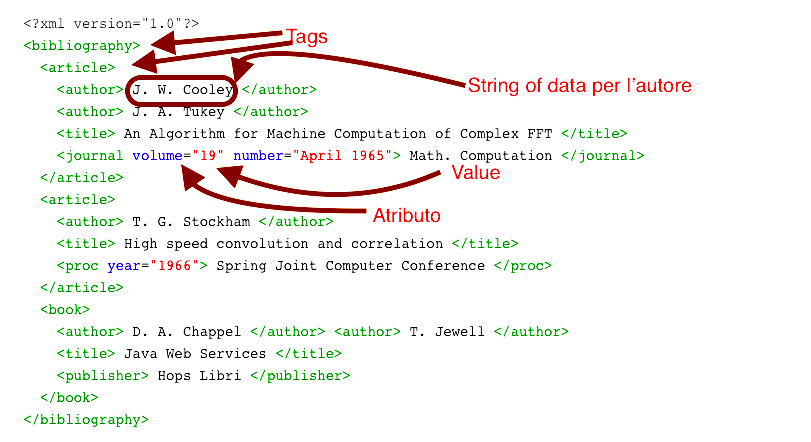 <?xml version="1.0"?>
<bibliography>
Tags
<article>
<author> J. W. Cooley </author>
String of data per l'autore
<author> J. A. Tukey </author>
<title> An Algorithm for Machine Computation of Complex FFT </title>
<journal volume="19" number="April 1965"> Math. Computation </journal>
Value
</article>
<article>
Atributo
<author> T. G. Stockham </author>
<title> High speed convolution and correlation </title>
<proc year="1966"> Spring Joint Computer Conference </proc>
</article>
<book>
<author> D. A. Chappel </author> <author> T. Jewell </author>
<title> Java Web Services </title>
<publisher> Hops Libri </publisher>
</book>
</bibliography>